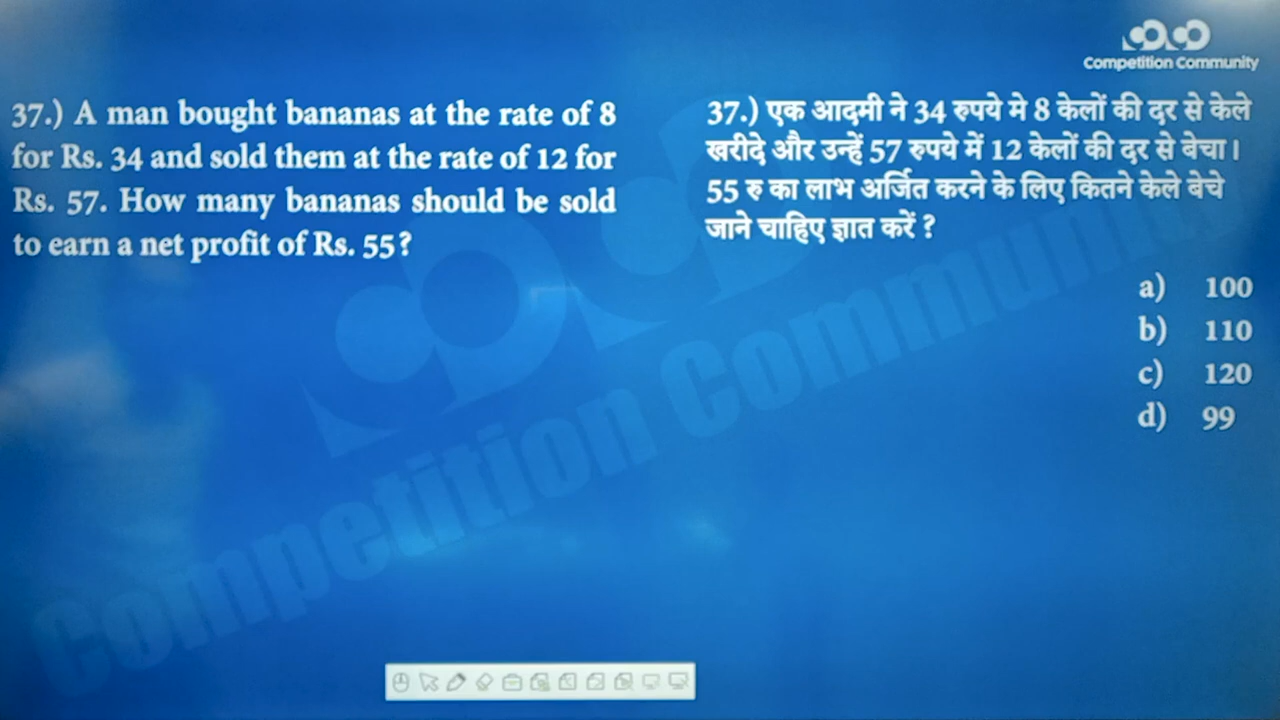 Competition Community
37.) A man bought bananas at the rate of 8
for Rs. 34 and sold them at the rate of 12 for
Rs. 57. How many bananas should be sold
to earn a net profit of Rs. 55?
37.) एक आदमी ने 34 रुपये मे 8 केलों की दर से केले
खरीदे और उन्हें 57 रुपये में 12 केलों की दर से बेचा।
55 रु का लाभ अर्जित करने के लिए कितने केले बेचे
जाने चाहिए ज्ञात करें ?
a) 100
b) 110
c) 120
d) 99
Competition Community